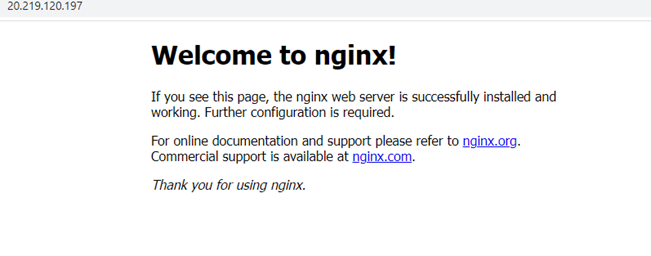 20.219.120.197
Welcome to nginx!
If you see this page, the nginx web server is successfully installed and
working. Further configuration is required.
For online documentation and support please refer to nginx.org.
Commercial support is available at nginx.com.
Thank you for using nginx.